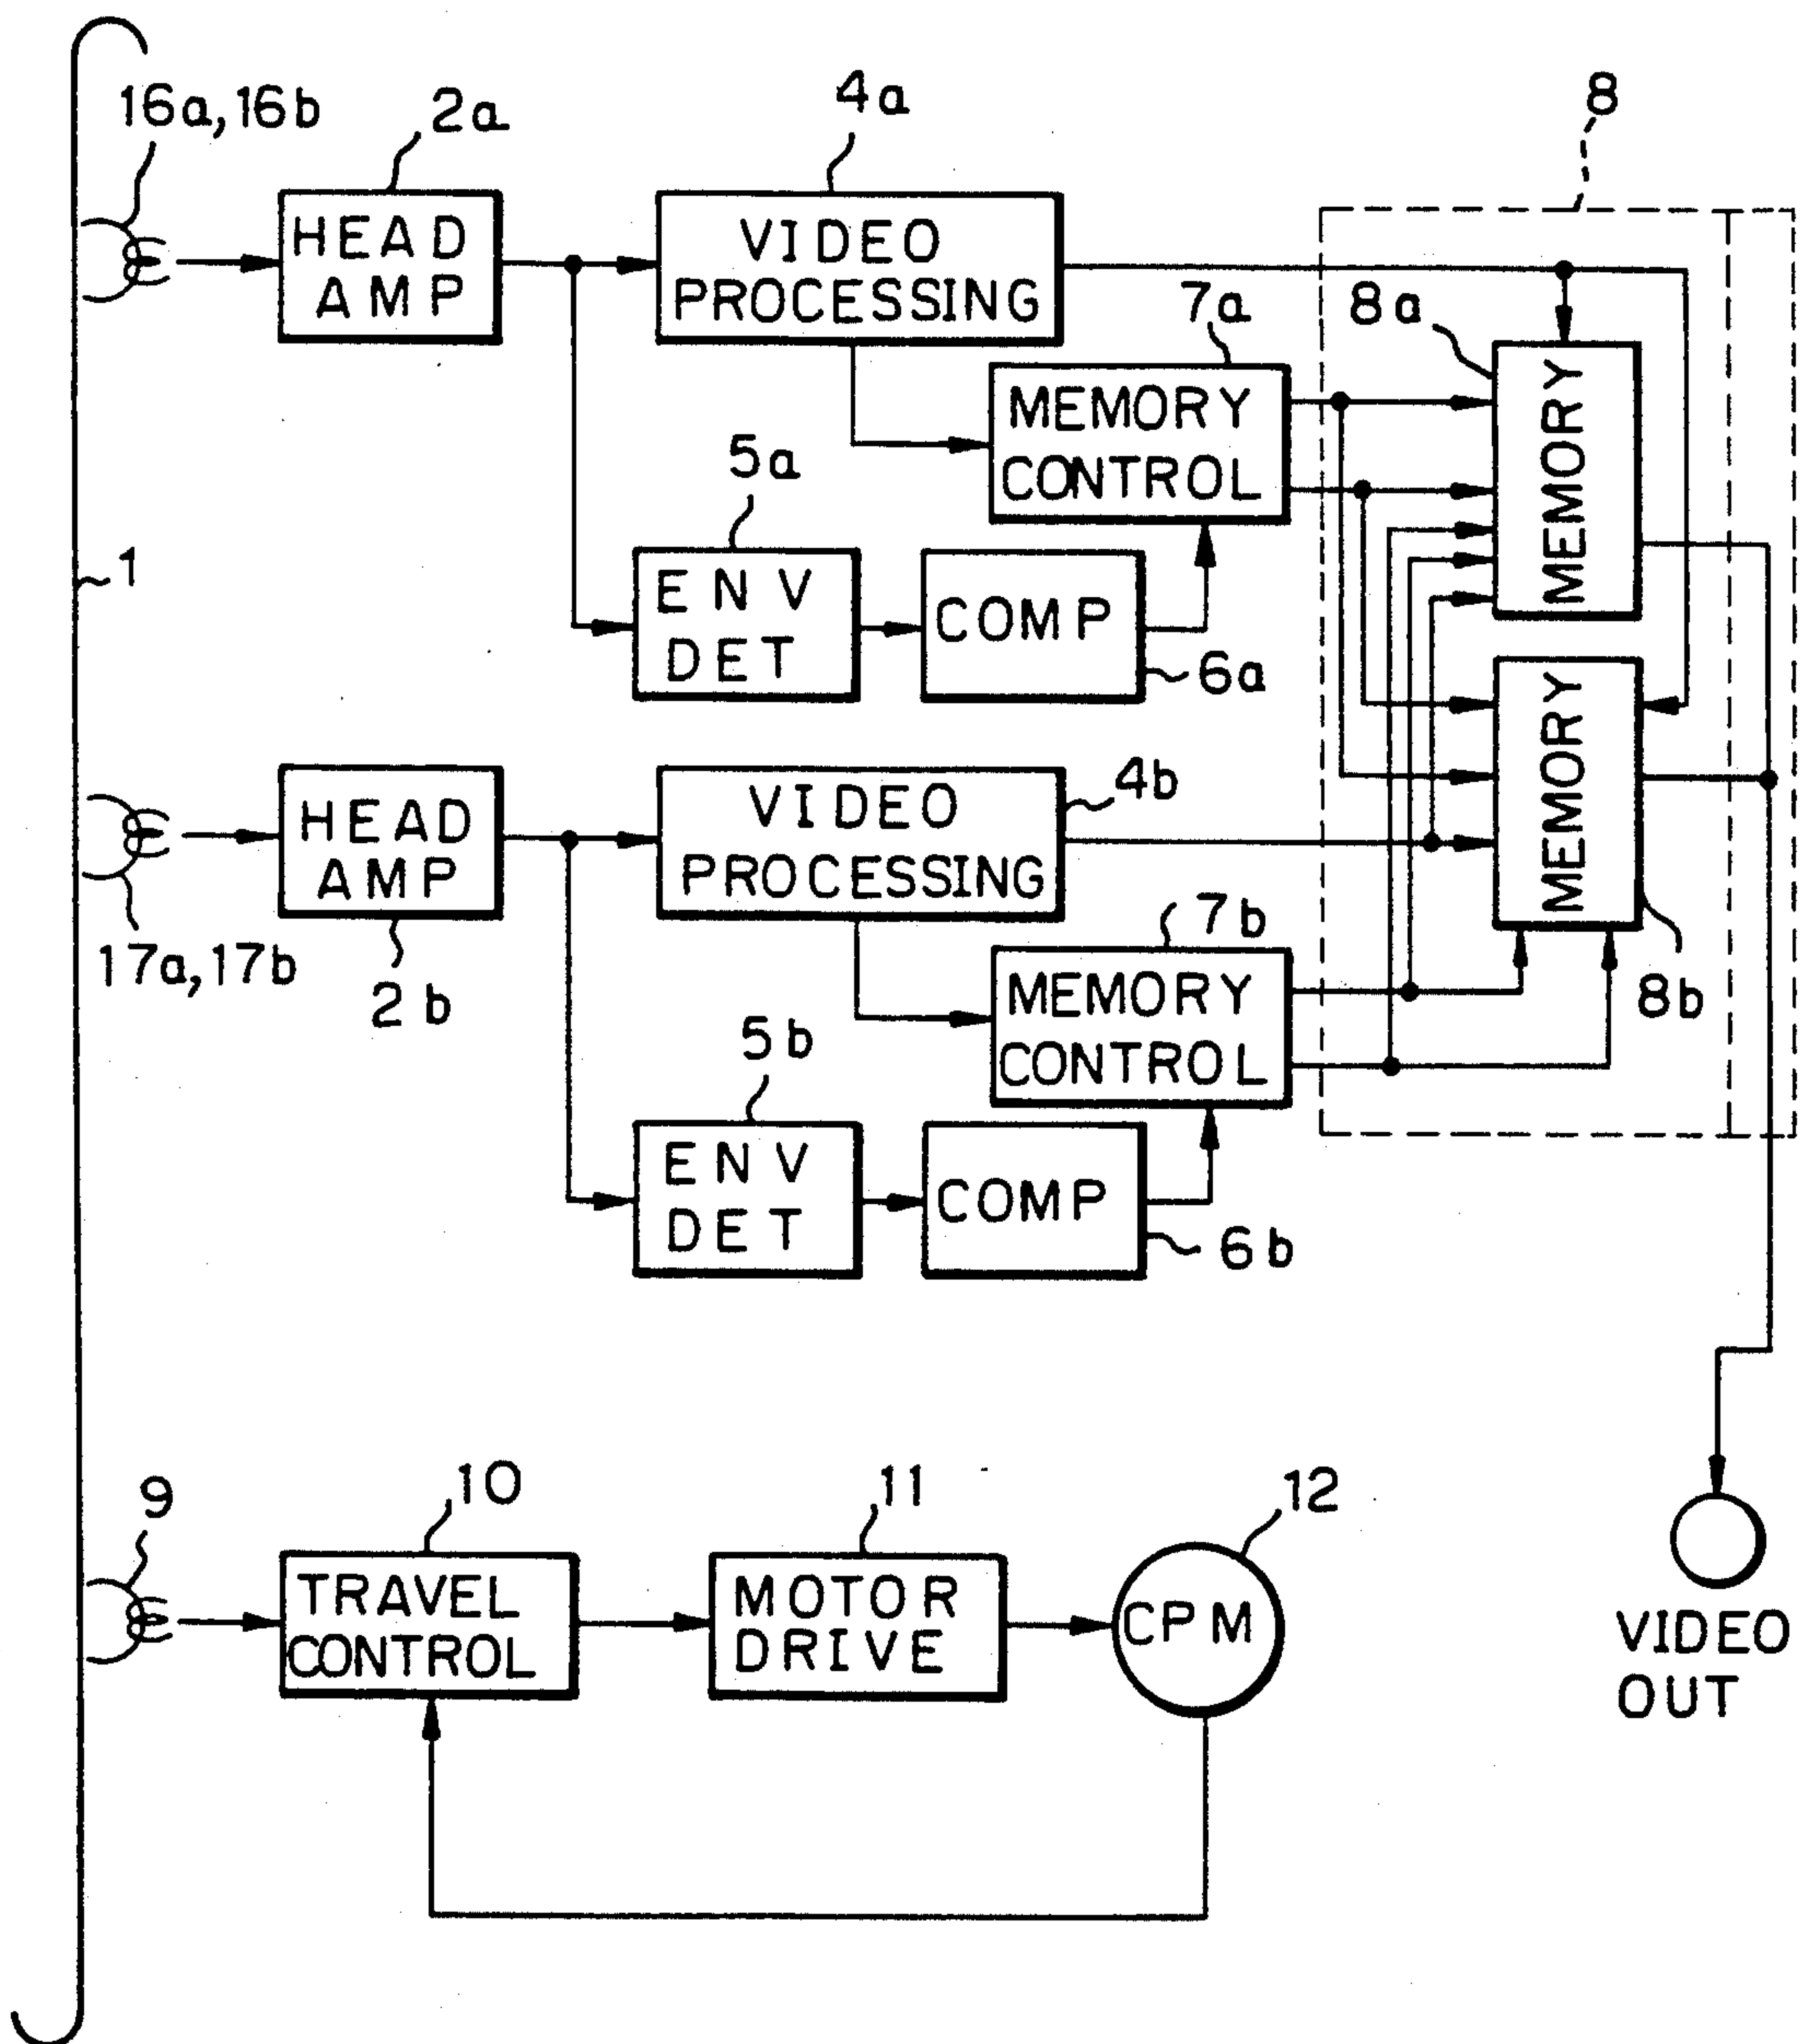 16a, 16b
2a
4a
8
HEAD
AMP
VIDEO
PROCESSING
7a
8a
MEMORY
CONTROL
MEMORY
5a
1
ENV
DET
COMP
6a
MEMORY
HEAD
AMP
VIDEO
PROCESSING
4b
17a, 17b
2b
7b
MEMORY
CONTROL
8b
5b
ENV
DET
COMP
6b
9
10
11
12
TRAVEL
CONTROL
MOTOR
DRIVE
CPM
VIDEO
OUT